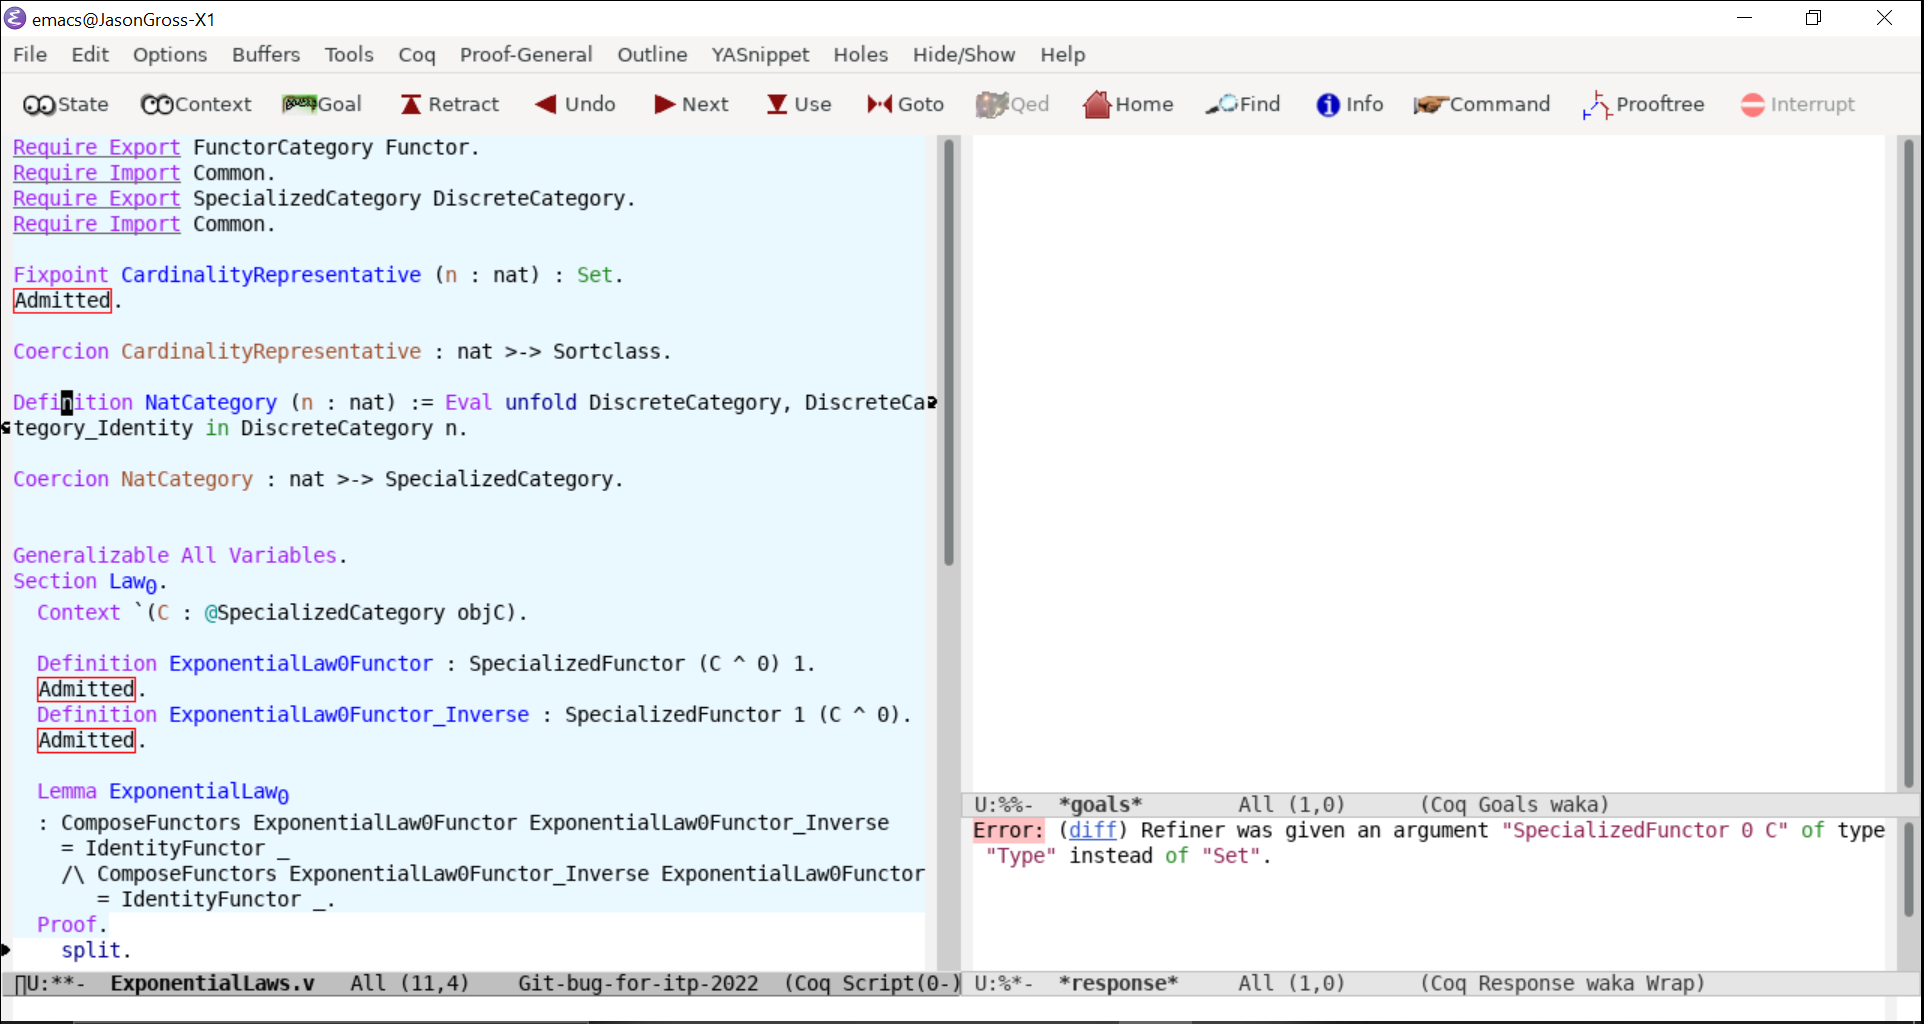 emacs@JasonGross-X1
File Edit Options Buffers Tools Coq Proof-General Outline YASnippet Holes Hide/Show Help
State Context Goal Retract Undo Next Use Goto Qed Home Find Info Command Prooftree Interrupt
Require Export FunctorCategory Functor.
Require Import Common.
Require Export SpecializedCategory DiscreteCategory.
Require Import Common.
Fixpoint CardinalityRepresentative (n : nat) : Set.
Admitted.
Coercion CardinalityRepresentative : nat >-> Sortclass.
Definition NatCategory (n : nat) := Eval unfold DiscreteCategory, DiscreteCa
tegory_Identity in DiscreteCategory n.
Coercion NatCategory : nat >-> SpecializedCategory.
Generalizable All Variables.
Section Law0.
Context `(C : @SpecializedCategory objC).
Definition ExponentialLaw0Functor : SpecializedFunctor (C ^ 0) 1.
Admitted.
Definition ExponentialLaw0Functor_Inverse : SpecializedFunctor 1 (C ^ 0).
Admitted.
Lemma ExponentialLaw0
: ComposeFunctors ExponentialLaw0Functor ExponentialLaw0Functor_Inverse
= IdentityFunctor _
/\ ComposeFunctors ExponentialLaw0Functor_Inverse ExponentialLaw0Functor
= IdentityFunctor _.
Proof.
split.
U:**- ExponentialLaws.v All (11,4) Git-bug-for-itp-2022 (Coq Script(0-)
U:%%- *goals* All (1,0) (Coq Goals waka)
Error: (diff) Refiner was given an argument "SpecializedFunctor 0 C" of type
"Type" instead of "Set".
U:%*- *response* All (1,0) (Coq Response waka Wrap)